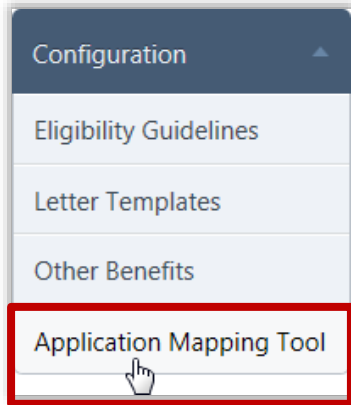 Configuration
Eligibility Guidelines
Letter Templates
Other Benefits
Application Mapping Tool